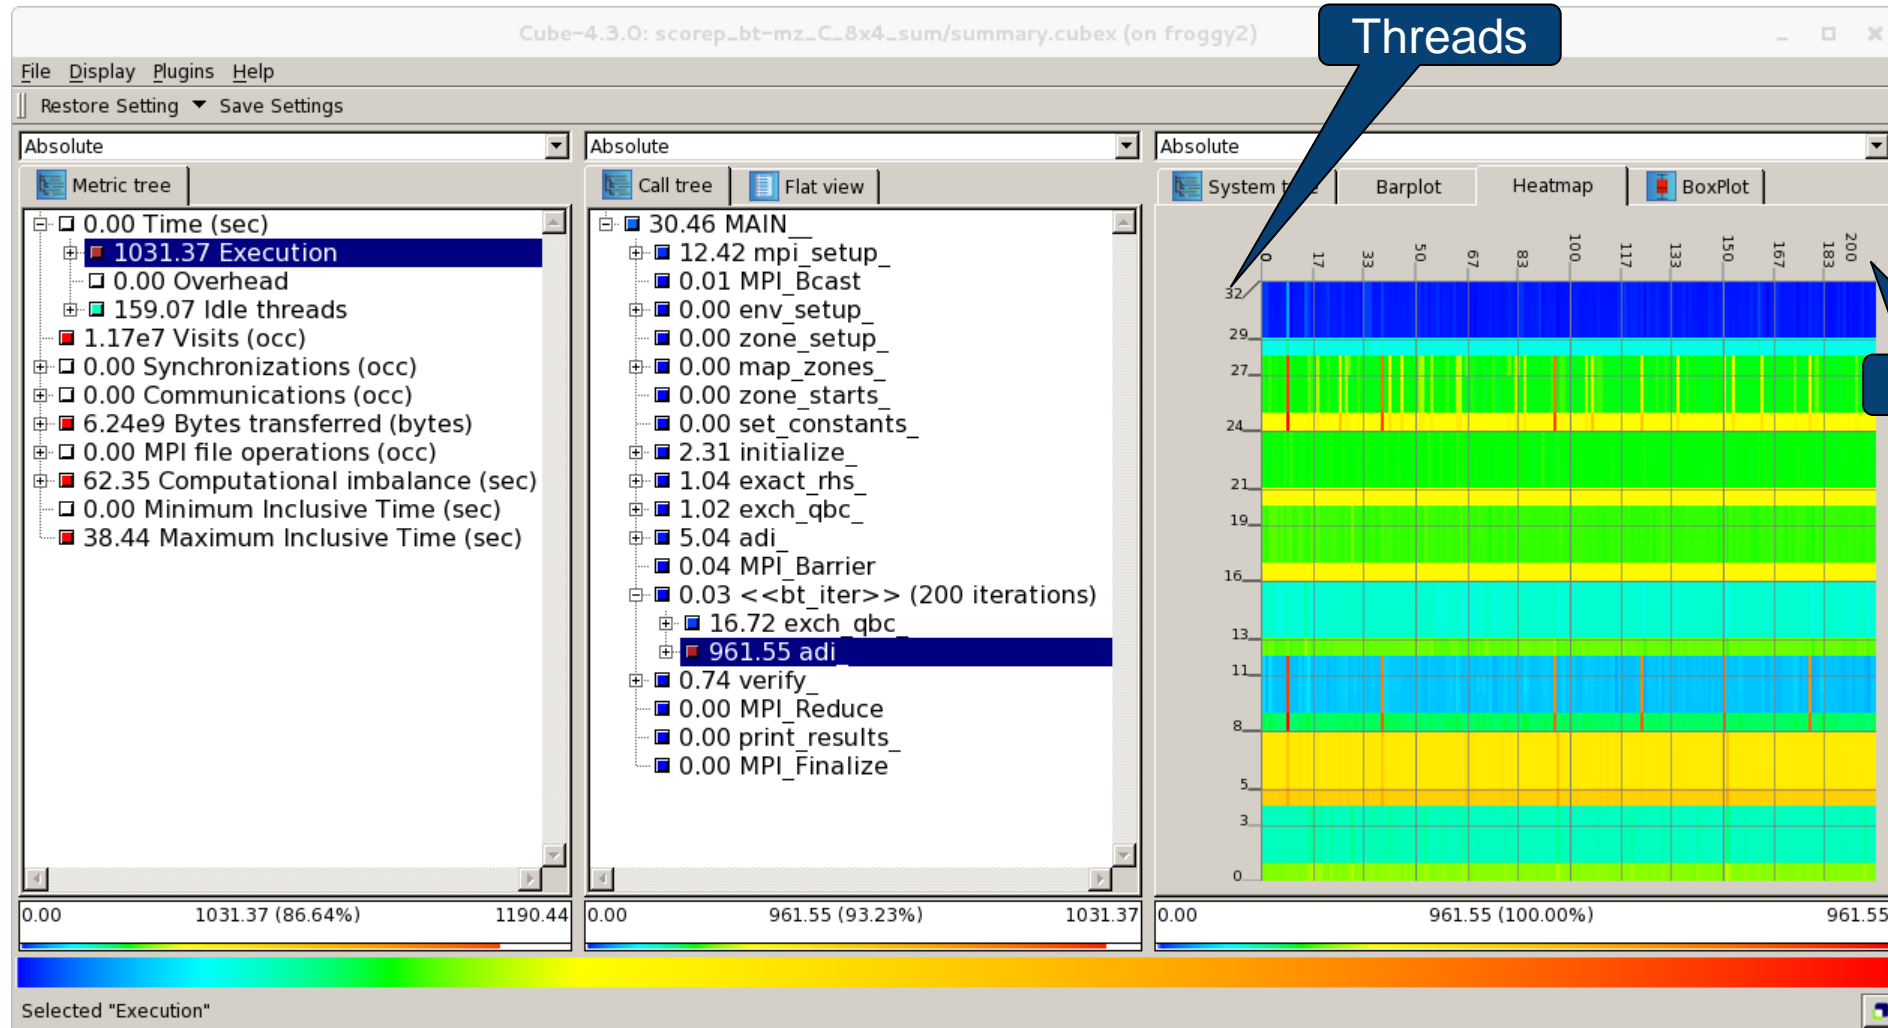 Cube-4.3.0: scorep_bt-mz_C_8x4_sum/summary.cubex (on froggy2)
Threads
File Display Plugins Help
Restore Setting Save Settings
Absolute
Metric tree
0.00 Time (sec)
1031.37 Execution
0.00 Overhead
159.07 Idle threads
1.17e7 Visits (occ)
0.00 Synchronizations (occ)
0.00 Communications (occ)
6.24e9 Bytes transferred (bytes)
0.00 MPI file operations (occ)
62.35 Computational imbalance (sec)
0.00 Minimum Inclusive Time (sec)
38.44 Maximum Inclusive Time (sec)
0.00 1031.37 (86.64%) 1190.44
Absolute
Call tree Flat view
30.46 MAIN__
12.42 mpi_setup_
0.01 MPI_Bcast
0.00 env_setup_
0.00 zone_setup_
0.00 map_zones_
0.00 zone_starts_
0.00 set_constants_
2.31 initialize_
1.04 exact_rhs_
1.02 exch_qbc_
5.04 adi_
0.04 MPI_Barrier
0.03 <<bt_iter>> (200 iterations)
16.72 exch_qbc_
961.55 adi_
0.74 verify_
0.00 MPI_Reduce
0.00 print_results_
0.00 MPI_Finalize
0.00 961.55 (93.23%) 1031.37
Absolute
System Barplot Heatmap BoxPlot
0 17 33 50 67 83 100 117 133 150 167 183 200
32
29
27
24
21
19
16
13
11
8
5
3
0
0.00 961.55 (100.00%) 961.55
Selected "Execution"